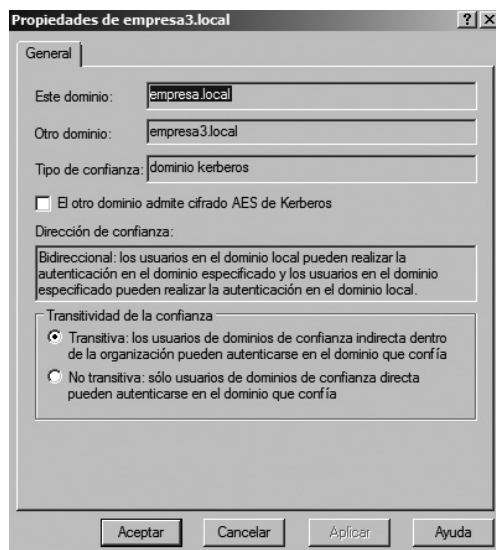 Propiedades de empresa3.local
General
Este dominio: empresa.local
Otro dominio: empresa3.local
Tipo de confianza: dominio kerberos
El otro dominio admite cifrado AES de Kerberos
Dirección de confianza:
Bidireccional: los usuarios en el dominio local pueden realizar la
autenticación en el dominio especificado y los usuarios en el dominio
especificado pueden realizar la autenticación en el dominio local.
Transitividad de la confianza
Transitiva: los usuarios de dominios de confianza indirecta dentro
de la organización pueden autenticarse en el dominio que confía
No transitiva: sólo usuarios de dominios de confianza directa
pueden autenticarse en el dominio que confía
Aceptar Cancelar Aplicar Ayuda